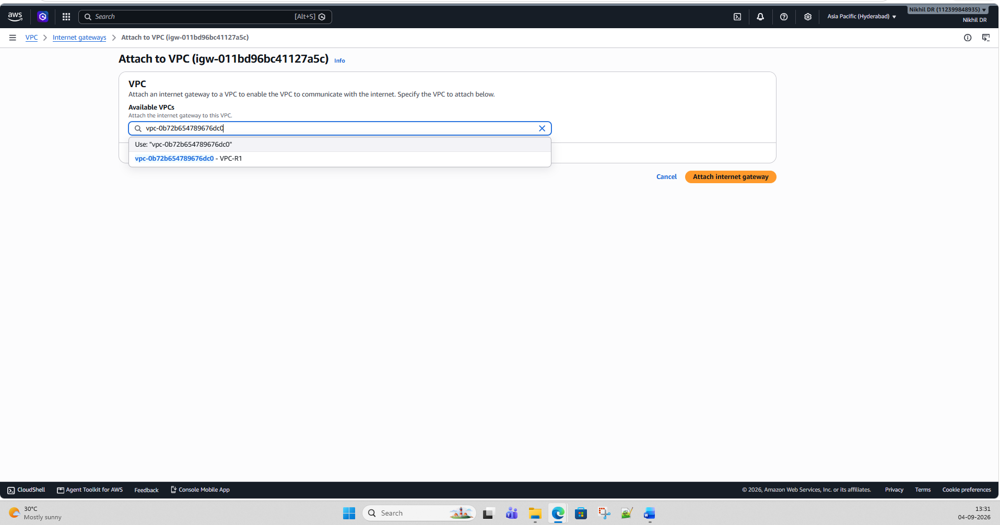 aws
Search
[Alt+S]
Asia Pacific (Hyderabad)
Nikhil DR (112399848935)
Nikhil DR
VPC
Internet gateways
Attach to VPC (igw-011bd96bc41127a5c)
Attach to VPC (igw-011bd96bc41127a5c) Info
VPC
Attach an internet gateway to a VPC to enable the VPC to communicate with the internet. Specify the VPC to attach below.
Available VPCs
Attach the internet gateway to this VPC.
vpc-0b72b654789676dc0
Use: "vpc-0b72b654789676dc0"
vpc-0b72b654789676dc0 - VPC-R1
Cancel
Attach internet gateway
CloudShell
Agent Toolkit for AWS
Feedback
Console Mobile App
© 2026, Amazon Web Services, Inc. or its affiliates.
Privacy
Terms
Cookie preferences
30°C
Mostly sunny
Search
13:31
04-09-2026